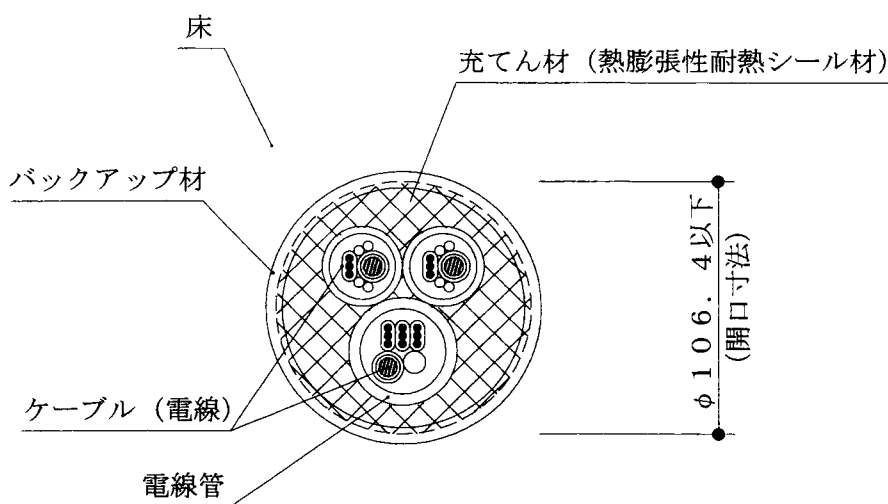 床
充てん材（熱膨張性耐熱シール材）
バックアップ材
φ106．4以下
（開口寸法）
ケーブル（電線）
電線管